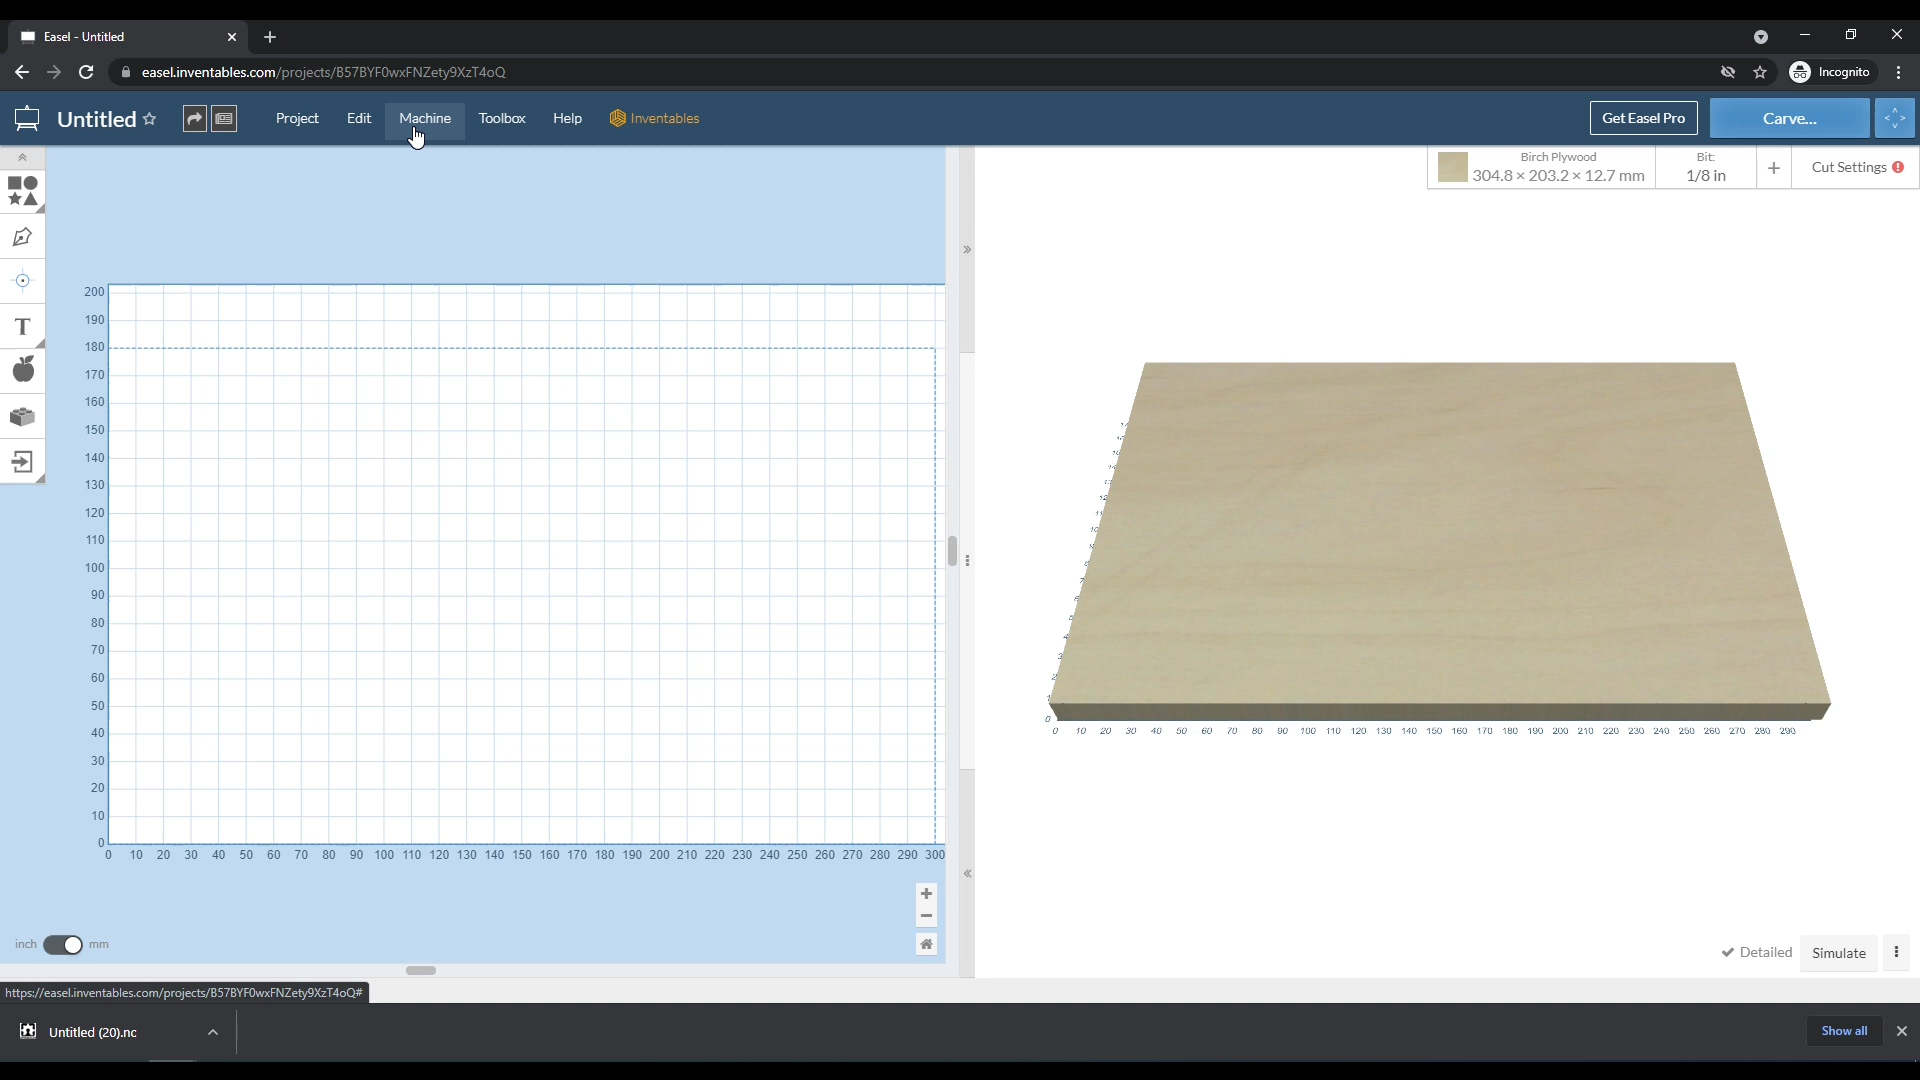 Easel - Untitled
easel.inventables.com/projects/B57BYF0wxFNZety9XzT4oQ
Incognito
Untitled
Project Edit Machine Toolbox Help Inventables
Get Easel Pro
Carve...
Birch Plywood
304.8 × 203.2 × 12.7 mm
Bit:
1/8 in
+
Cut Settings
T
200
190
180
170
160
150
140
130
120
110
100
90
80
70
60
50
40
30
20
10
0
0 10 20 30 40 50 60 70 80 90 100 110 120 130 140 150 160 170 180 190 200 210 220 230 240 250 260 270 280 290 300
0 10 20 30 40 50 60 70 80 90 100 110 120 130 140 150 160 170 180 190 200 210 220 230 240 250 260 270 280 290
inch mm
Detailed
Simulate
https://easel.inventables.com/projects/B57BYF0wxFNZety9XzT4oQ#
Untitled (20).nc
Show all